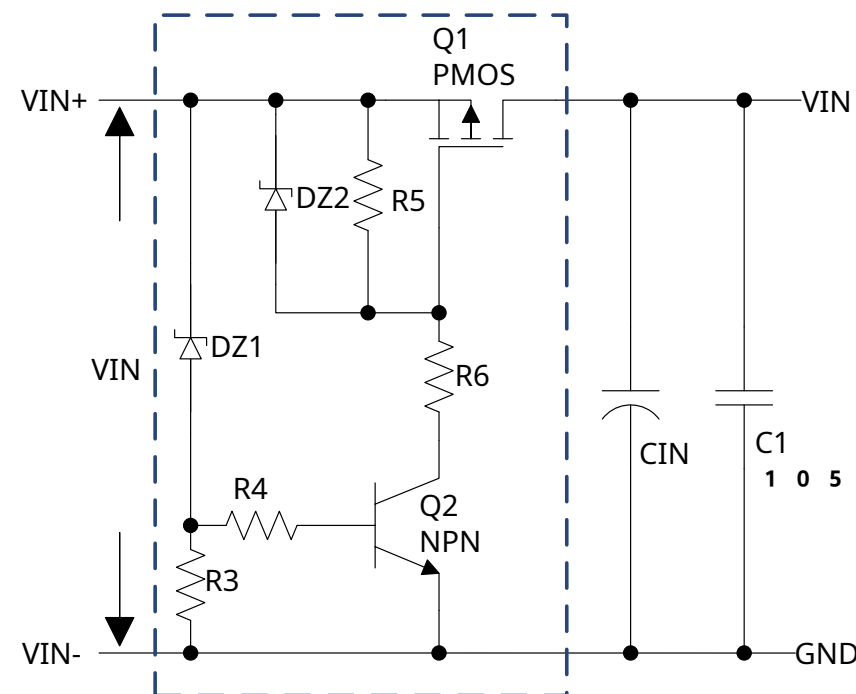 Q1
PMOS
VIN+
VIN
DZ2
R5
DZ1
VIN
R6
CIN
C1
1 0 5
R4
Q2
NPN
R3
VIN-
GND